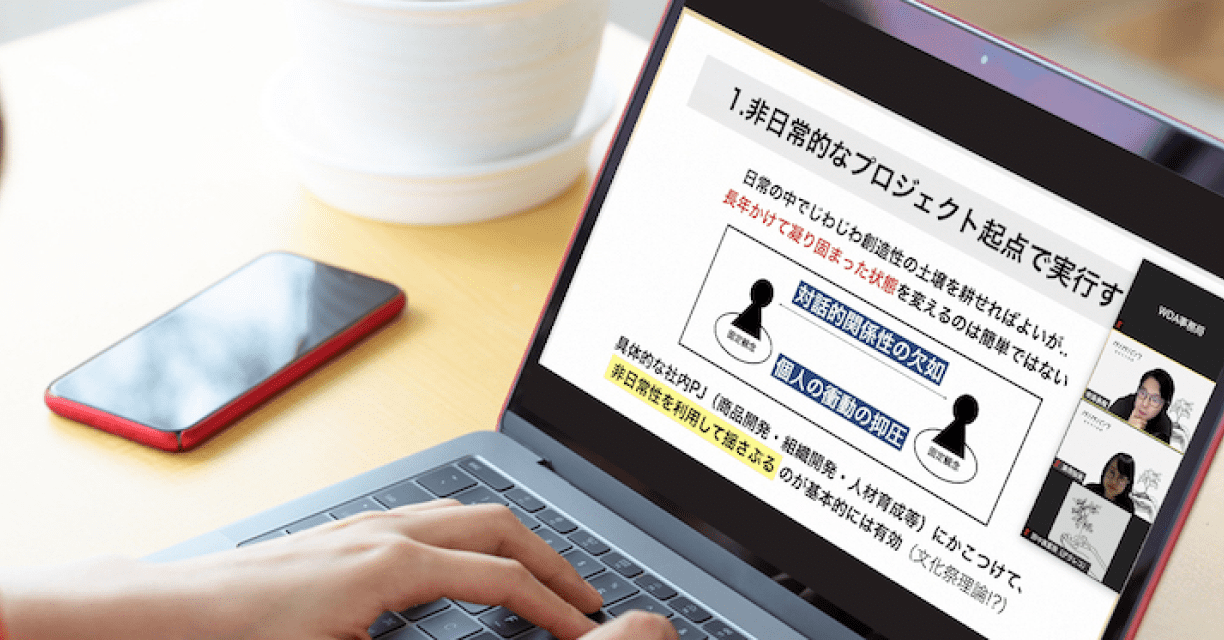 1.非日常的なプロジェクト起点で実行す
日常の中でじわじわ創造性の土壌を耕せればよいが..
長年かけて凝り固まった状態を変えるのは簡単ではない
対話的関係性の欠如
個人の衝動の抑圧
固定観念
固定観念
具体的な社内PJ（商品開発・組織開発・人材育成等）にかこつけて、
非日常性を利用して揺さぶるのが基本的には有効（文化祭理論!?）
WDA事務局